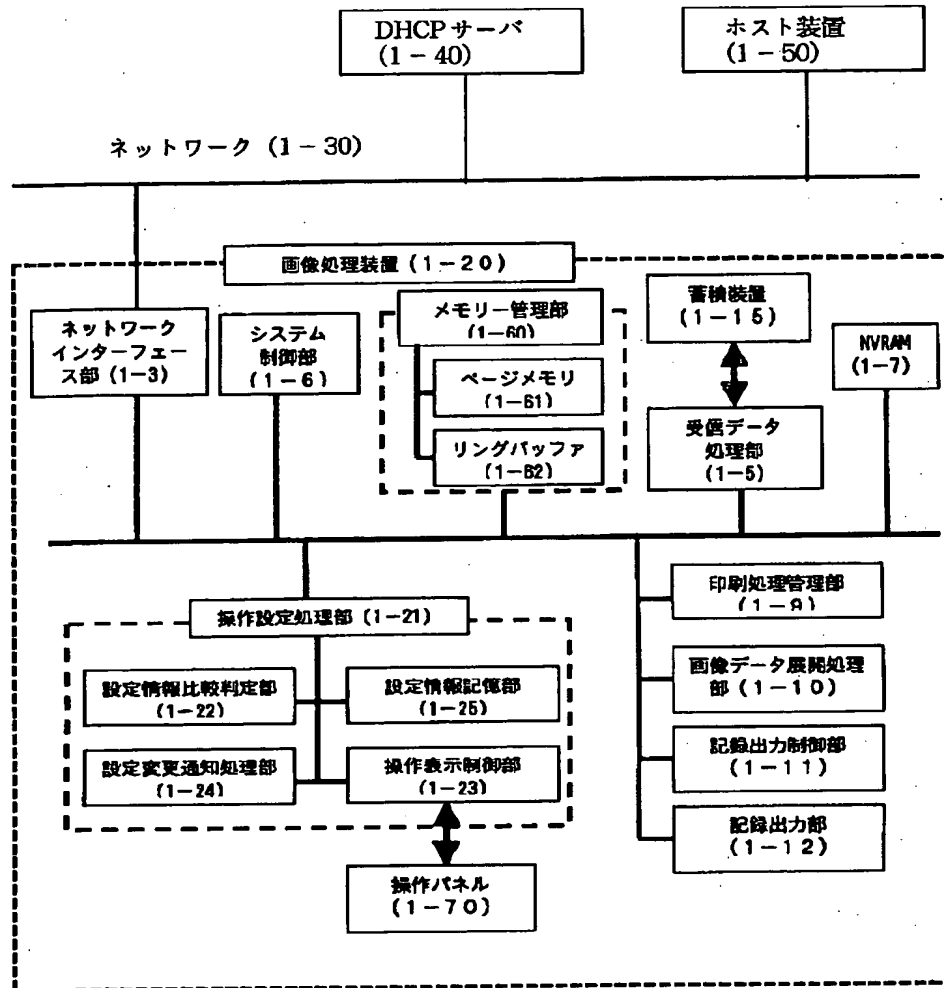 DHCPサーバ
(1-40)
ホスト装置
(1-50)
ネットワーク (1-30)
画像処理装置 (1-20)
ネットワーク
インターフェー
ス部 (1-3)
システム
制御部
(1-6)
メモリー管理部
(1-60)
ページメモリ
(1-61)
リングバッファ
(1-62)
蓄積装置
(1-15)
受信データ
処理部
(1-5)
NVRAM
(1-7)
操作設定処理部 (1-21)
設定情報比較判定部
(1-22)
設定情報記憶部
(1-25)
設定変更通知処理部
(1-24)
操作表示制御部
(1-23)
操作パネル
(1-70)
印刷処理管理部
(1-9)
画像データ展開処理
部 (1-10)
記録出力制御部
(1-11)
記録出力部
(1-12)